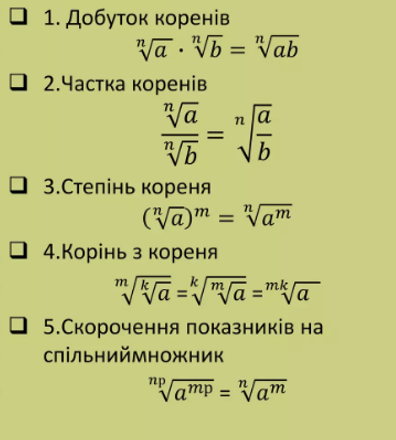 1. Добуток коренів
ⁿ√a · ⁿ√b = ⁿ√ab
2.Частка коренів
ⁿ√a / ⁿ√b = ⁿ√(a/b)
3.Степінь кореня
(ⁿ√a)ᵐ = ⁿ√aᵐ
4.Корінь з кореня
ᵐ√ᵏ√a = ᵏ√ᵐ√a = ᵐᵏ√a
5.Скорочення показників на
спільниймножник
ⁿᵖ√aᵐᵖ = ⁿ√aᵐ